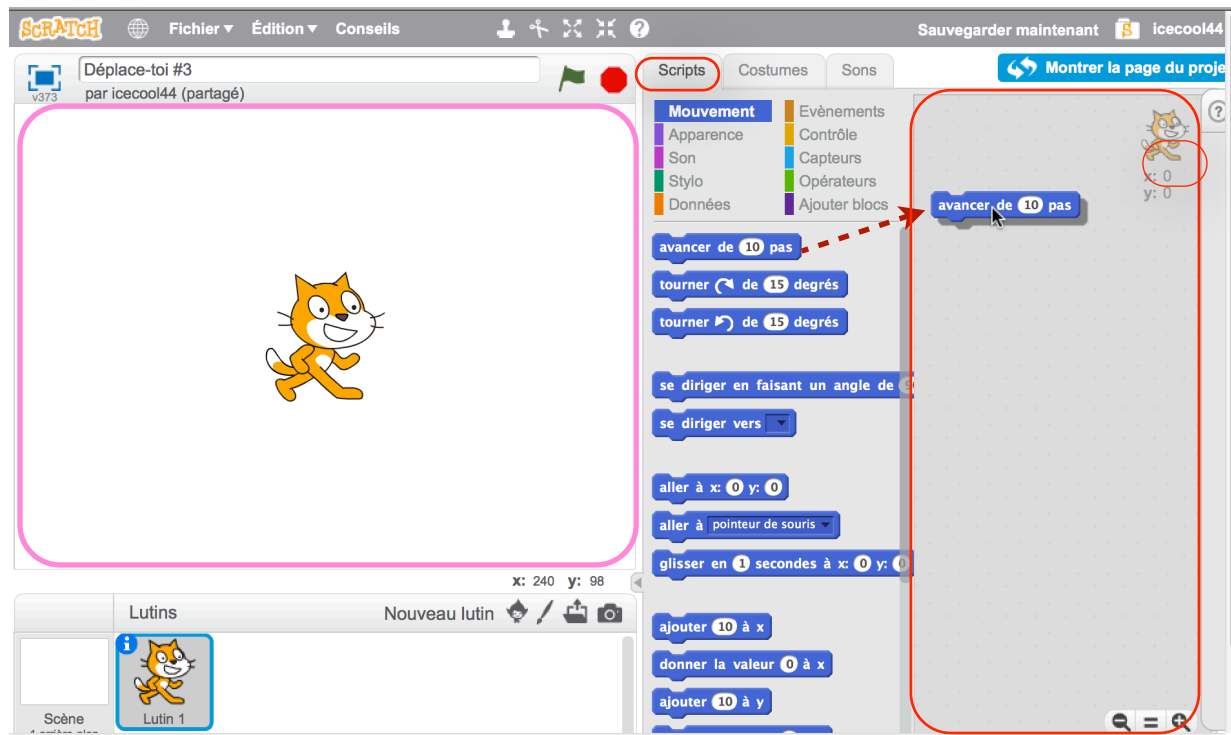 SCRATCH Fichier Édition Conseils Sauvegarder maintenant icecool44
Déplace-toi #3
v373 par icecool44 (partagé)
Scripts Costumes Sons
Montrer la page du proje
Mouvement Evènements
Apparence Contrôle
Son Capteurs
Stylo Opérateurs
Données Ajouter blocs
avancer de 10 pas
tourner de 15 degrés
tourner de 15 degrés
se diriger en faisant un angle de
se diriger vers
aller à x: 0 y: 0
aller à pointeur de souris
glisser en 1 secondes à x: 0 y: 0
ajouter 10 à x
donner la valeur 0 à x
ajouter 10 à y
avancer de 10 pas
x: 0
y: 0
x: 240 y: 98
Lutins Nouveau lutin
Scène
Lutin 1